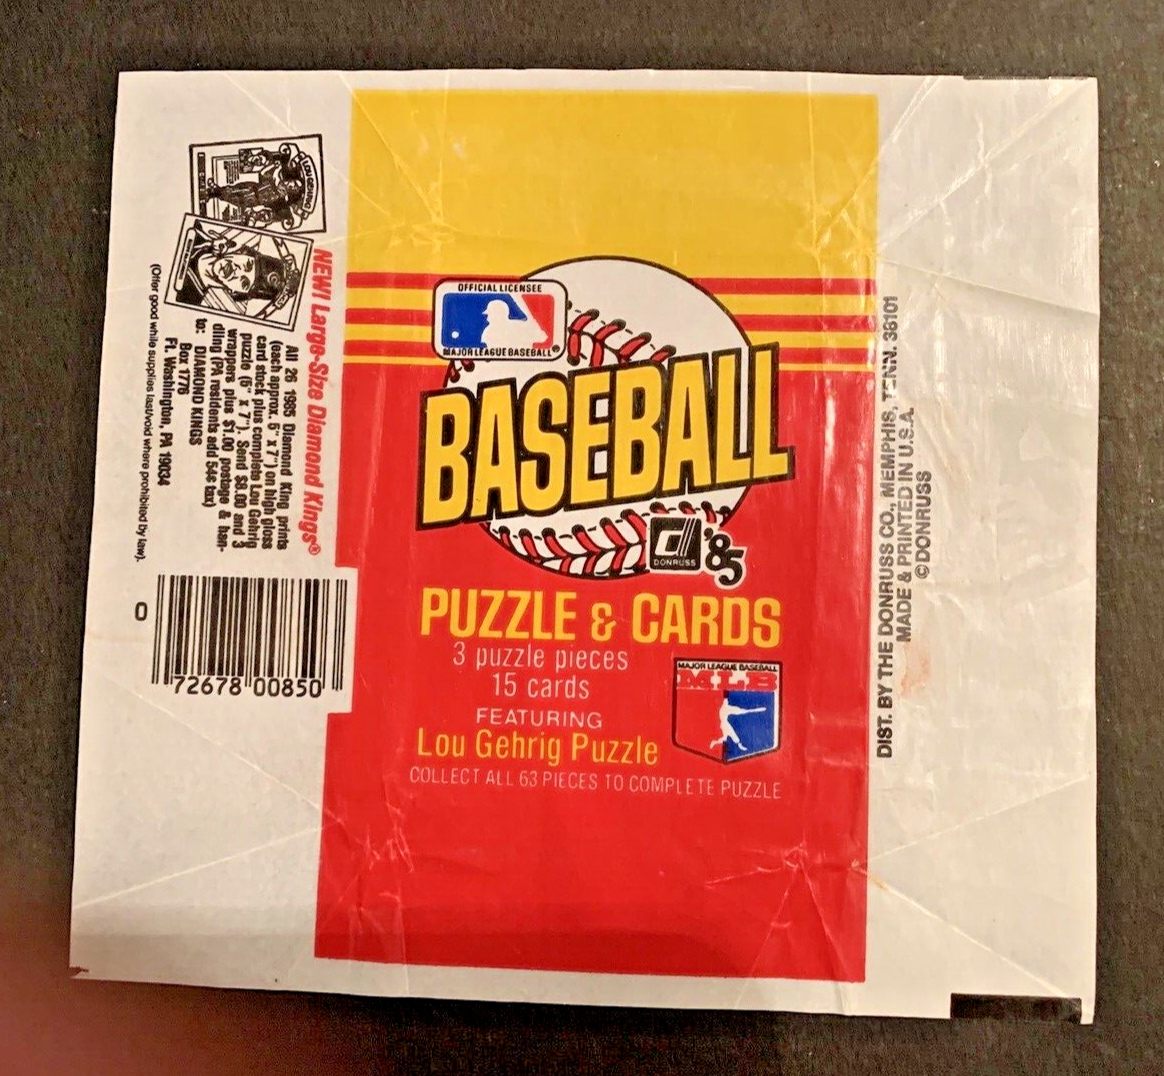 OFFICIAL LICENSEE
MAJOR LEAGUE BASEBALL®
BASEBALL
DONRUSS
'85
PUZZLE & CARDS
3 puzzle pieces
15 cards
FEATURING
Lou Gehrig Puzzle
COLLECT ALL 63 PIECES TO COMPLETE PUZZLE
MAJOR LEAGUE BASEBALL
MLB
NEW! Large-Size Diamond Kings®
All 26 1985 Diamond King prints
(each approx. 5" x 7") on high gloss
card stock plus complete Lou Gehrig
puzzle (5" x 7"). Send $9.00 and 3
wrappers plus $1.00 postage & han-
dling (PA residents add 54¢ tax)
to: DIAMOND KINGS
Box 1776
Ft. Washington, PA 19034
(Offer good while supplies last/void where prohibited by law).
0
72678 00850
DIST. BY THE DONRUSS CO., MEMPHIS, TENN. 38101
MADE & PRINTED IN U.S.A.
© DONRUSS